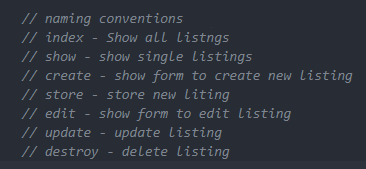 // naming conventions
// index - Show all listngs
// show - show single listings
// create - show form to create new listing
// store - store new liting
// edit - show form to edit listing
// update - update listing
// destroy - delete listing